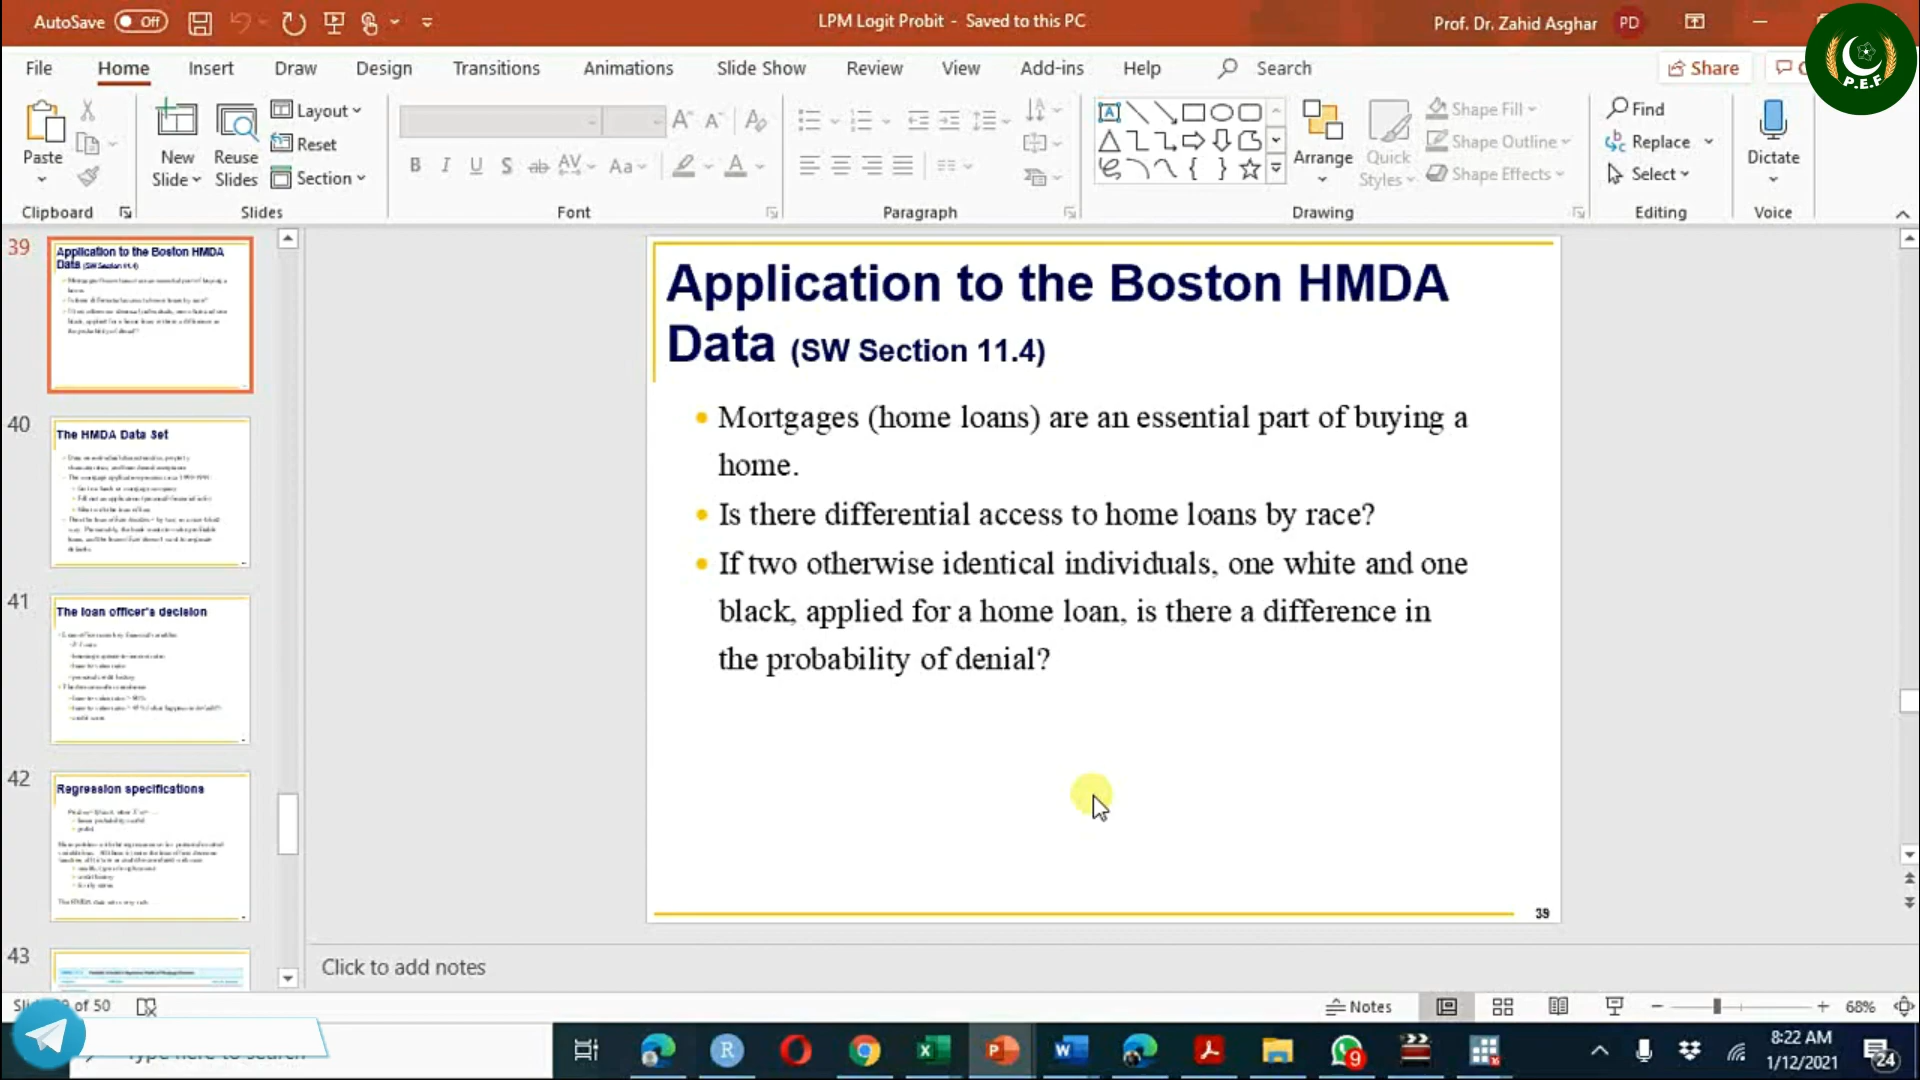 AutoSave Off
LPM Logit Probit - Saved to this PC
Prof. Dr. Zahid Asghar PD
File Home Insert Draw Design Transitions Animations Slide Show Review View Add-ins Help Search Share
P.E.F
Paste
New Slide
Reuse Slides
Layout
Reset
Section
Arrange
Quick Styles
Shape Fill
Shape Outline
Shape Effects
Find
Replace
Select
Dictate
Clipboard Slides Font Paragraph Drawing Editing Voice
39
Application to the Boston HMDA
Data (SW Section 11.4)
40
The HMDA Data Set
41
The loan officer's decision
42
Regression specifications
43
Application to the Boston HMDA
Data (SW Section 11.4)
Mortgages (home loans) are an essential part of buying a
home.
Is there differential access to home loans by race?
If two otherwise identical individuals, one white and one
black, applied for a home loan, is there a difference in
the probability of denial?
39
Click to add notes
of 50
Notes
68%
8:22 AM
1/12/2021
9
24